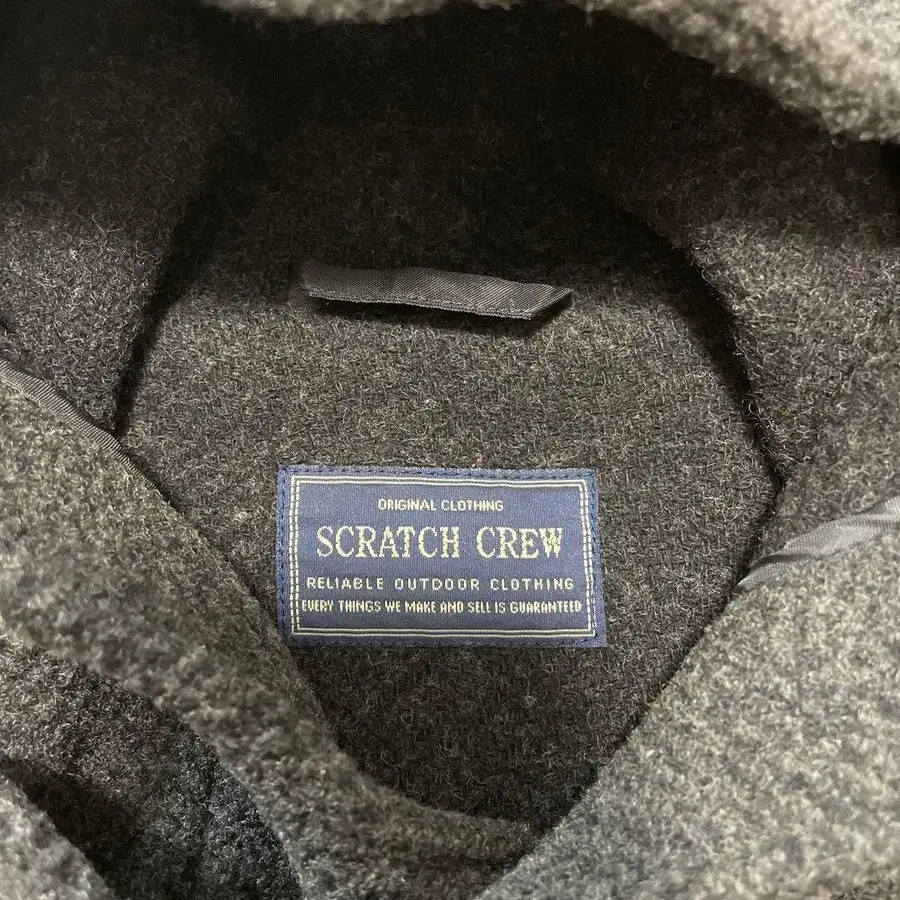 ORIGINAL CLOTHING
SCRATCH CREW
RELIABLE OUTDOOR CLOTHING
EVERY THINGS WE MAKE AND SELL IS GUARANTEED